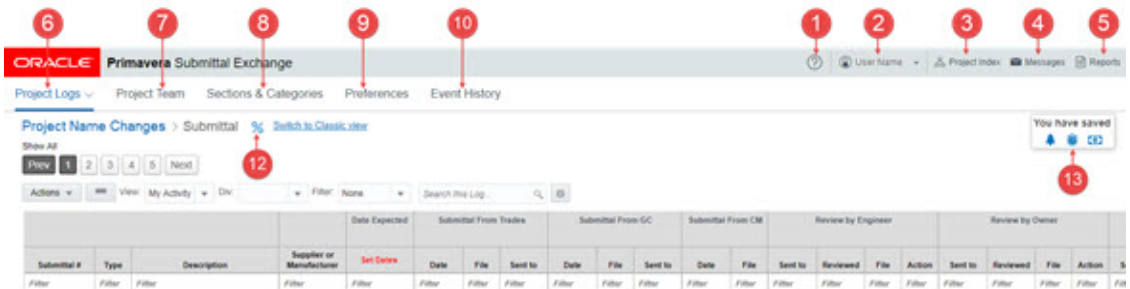 6 7 8 9 10 1 2 3 4 5
ORACLE Primavera Submittal Exchange ? User Name Project Index Messages Reports
Project Logs Project Team Sections & Categories Preferences Event History
Project Name Changes > Submittal % Switch to Classic view You have saved
Show All
Prev 1 2 3 4 5 Next 12 13
Actions View: My Activity Div: Filter: None Search this Log...
Date Expected Submittal From Trades Submittal From GC Submittal From CM Review by Engineer Review by Owner
Submittal # Type Description Supplier or Manufacturer Set Dates Date File Sent to Date File Sent to Date File Sent to Reviewed File Action Sent to Reviewed File Action S
Filter Filter Filter Filter Filter Filter Filter Filter Filter Filter Filter Filter Filter Filter Filter Filter Filter Filter Filter Filter Filter Filt